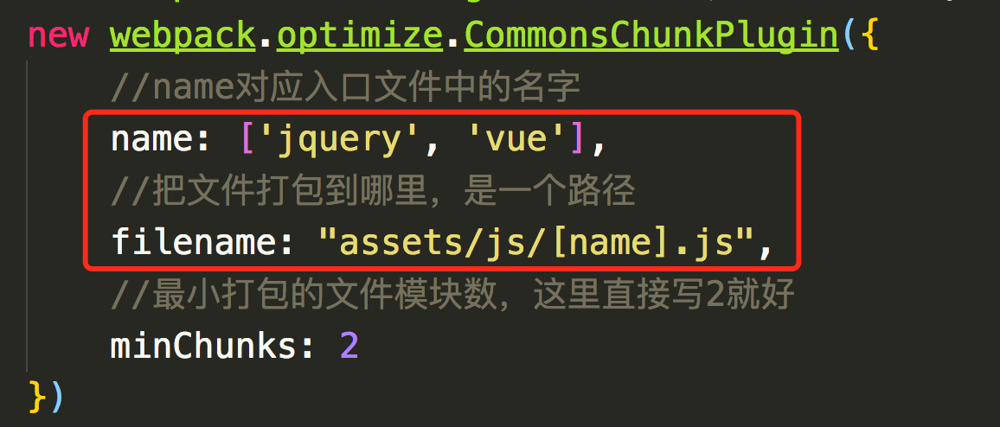 new webpack.optimize.CommonsChunkPlugin({
//name对应入口文件中的名字
name: ['jquery', 'vue'],
//把文件打包到哪里，是一个路径
filename: "assets/js/[name].js",
//最小打包的文件模块数，这里直接写2就好
minChunks: 2
})